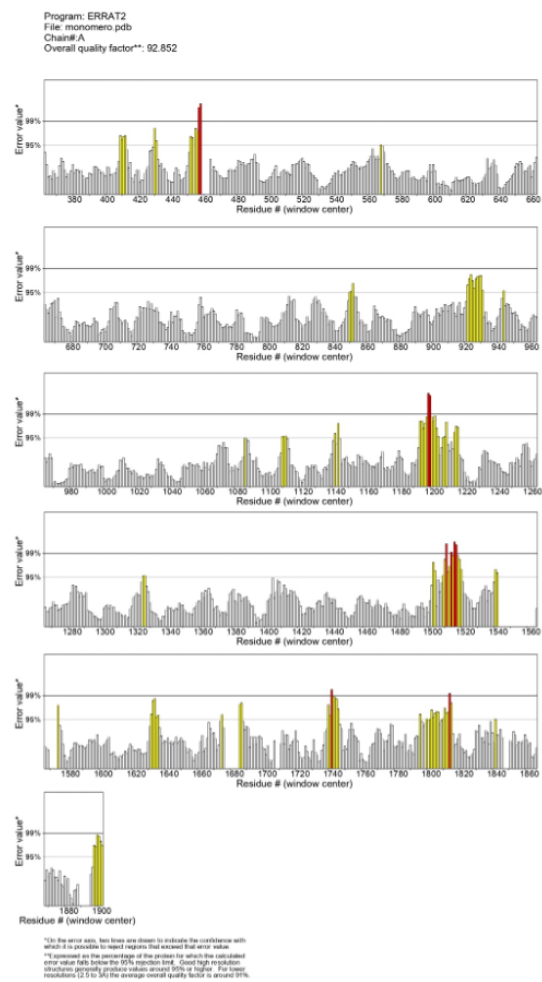 Program: ERRAT2
File: monomero.pdb
Chain#:A
Overall quality factor**: 92.852
Error value*
99%
95%
380 400 420 440 460 480 500 520 540 560 580 600 620 640 660
Residue # (window center)
Error value*
99%
95%
680 700 720 740 760 780 800 820 840 860 880 900 920 940 960
Residue # (window center)
Error value*
99%
95%
980 1000 1020 1040 1060 1080 1100 1120 1140 1160 1180 1200 1220 1240 1260
Residue # (window center)
Error value*
99%
95%
1280 1300 1320 1340 1360 1380 1400 1420 1440 1460 1480 1500 1520 1540 1560
Residue # (window center)
Error value*
99%
95%
1580 1600 1620 1640 1660 1680 1700 1720 1740 1760 1780 1800 1820 1840 1860
Residue # (window center)
Error value*
99%
95%
1880 1900
Residue # (window center)
*On the error axis, two lines are drawn to indicate the confidence with
which it is possible to reject regions that exceed that error value
**Expressed as the percentage of the protein for which the calculated
error value falls below the 95% rejection limit. Good high resolution
structures generally produce values around 95% or higher. For lower
resolutions (2.5 to 3A) the average overall quality factor is around 91%.